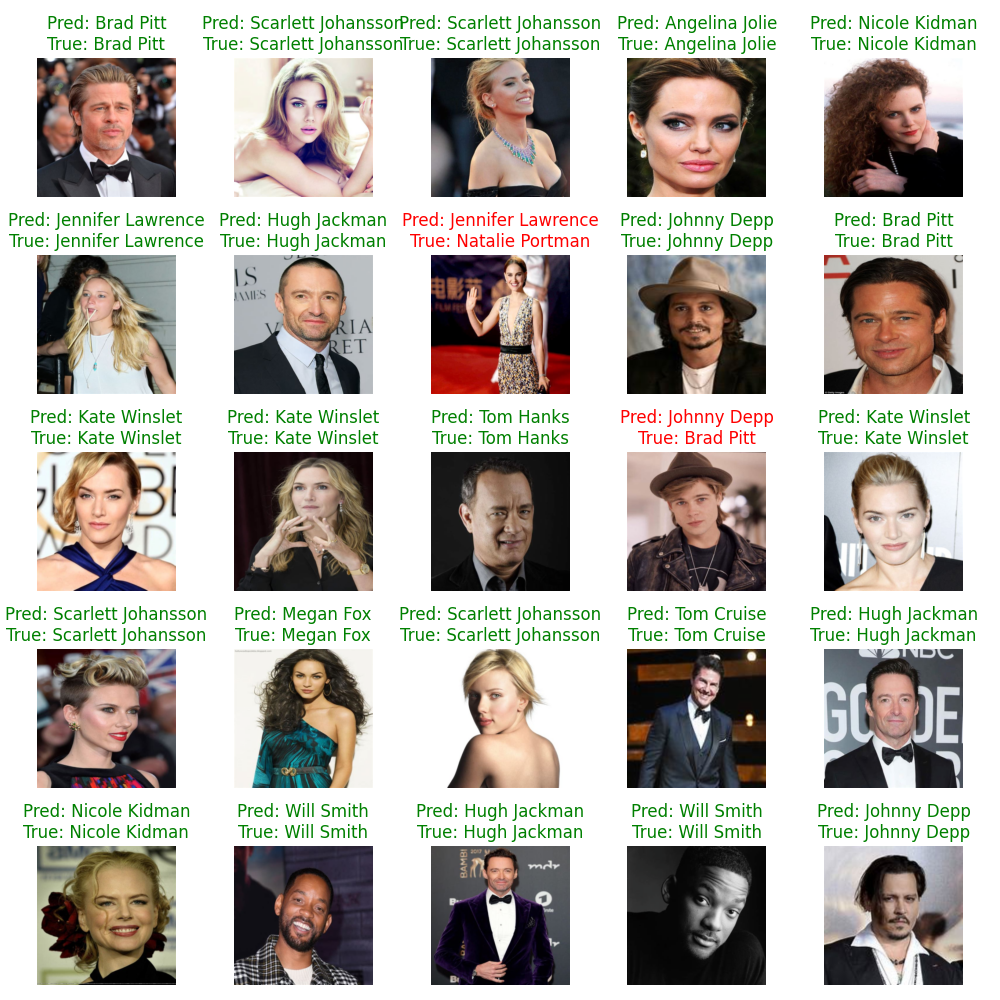 Pred: Brad Pitt
True: Brad Pitt
Pred: Scarlett Johansson
True: Scarlett Johansson
Pred: Scarlett Johansson
True: Scarlett Johansson
Pred: Angelina Jolie
True: Angelina Jolie
Pred: Nicole Kidman
True: Nicole Kidman
Pred: Jennifer Lawrence
True: Jennifer Lawrence
Pred: Hugh Jackman
True: Hugh Jackman
JAMES
Pred: Jennifer Lawrence
True: Natalie Portman
电影节
Pred: Johnny Depp
True: Johnny Depp
Pred: Brad Pitt
True: Brad Pitt
Pred: Kate Winslet
True: Kate Winslet
Pred: Kate Winslet
True: Kate Winslet
Pred: Tom Hanks
True: Tom Hanks
Pred: Johnny Depp
True: Brad Pitt
Pred: Kate Winslet
True: Kate Winslet
Pred: Scarlett Johansson
True: Scarlett Johansson
Pred: Megan Fox
True: Megan Fox
Pred: Scarlett Johansson
True: Scarlett Johansson
Pred: Tom Cruise
True: Tom Cruise
Pred: Hugh Jackman
True: Hugh Jackman
NBC
Pred: Nicole Kidman
True: Nicole Kidman
Pred: Will Smith
True: Will Smith
Pred: Hugh Jackman
True: Hugh Jackman
BAMBI
mdr
Pred: Will Smith
True: Will Smith
Pred: Johnny Depp
True: Johnny Depp